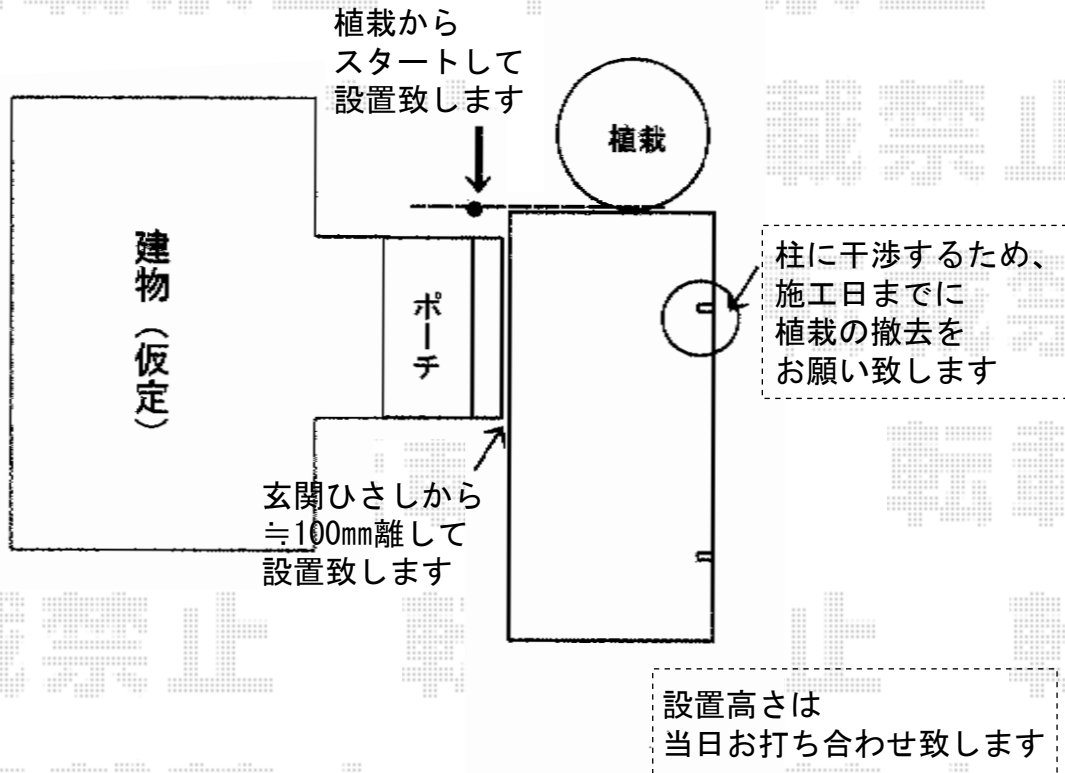 植栽から
スタートして
設置致します
植栽
建物（仮定）
ポーチ
柱に干渉するため、
施工日までに
植栽の撤去を
お願い致します
玄関ひさしから
≒100mm離して
設置致します
設置高さは
当日お打ち合わせ致します
転載禁止